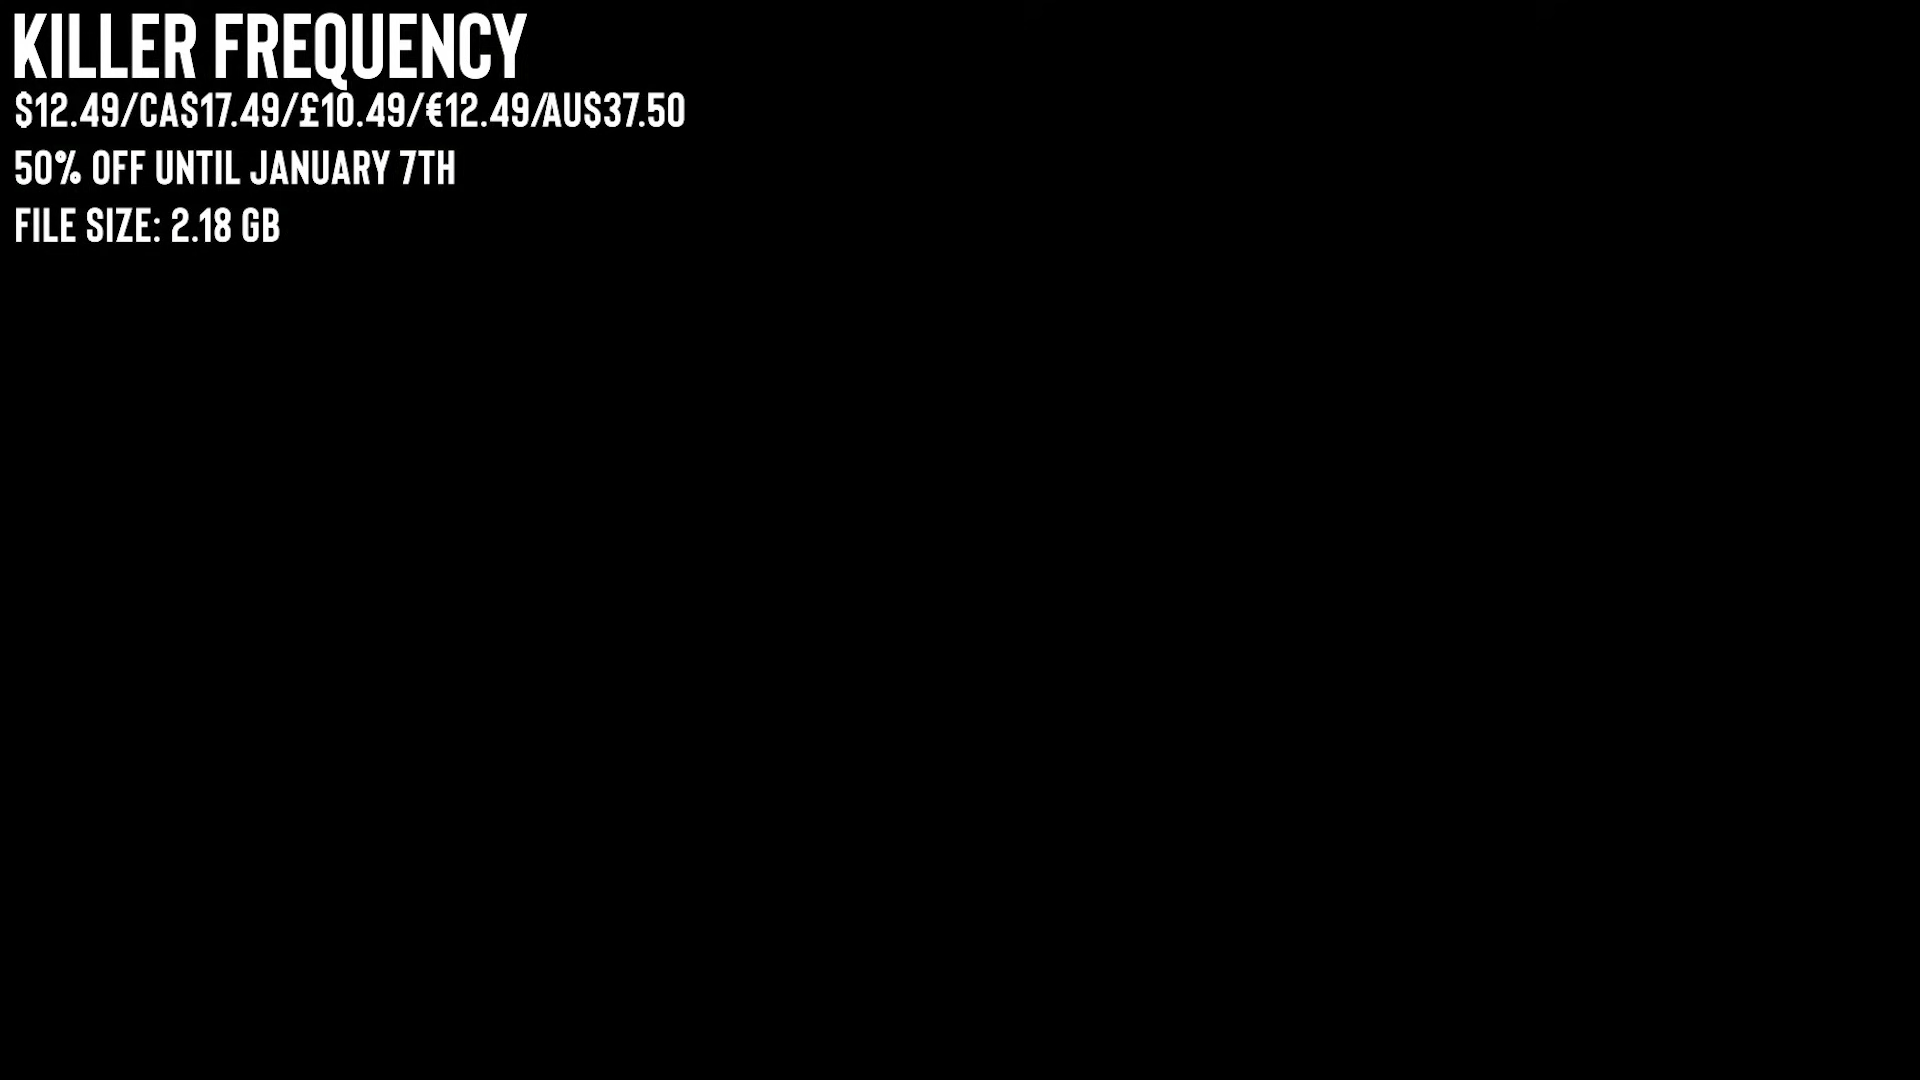 KILLER FREQUENCY
$12.49/CA$17.49/£10.49/€12.49/AU$37.50
50% OFF UNTIL JANUARY 7TH
FILE SIZE: 2.18 GB